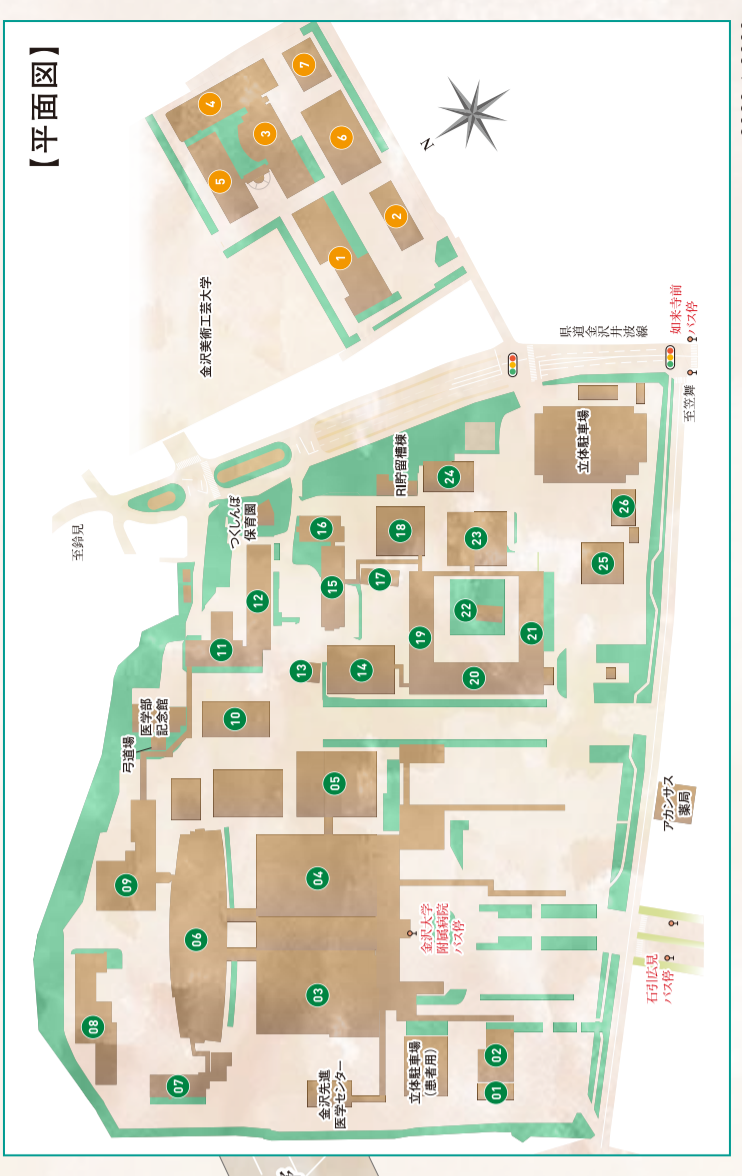 【平面図】
4
7
3
5
6
2
1
N
金沢美術工芸大学
県道金沢井波線
如来寺前
バス停
至笠舞
立体駐車場
至鈴見
つくしんぼ
保育園
RI貯留槽棟
24
16
18
23
26
25
12
15
17
22
11
19
21
13
14
20
医学部
記念館
弓道場
10
05
アカンサス
薬局
09
04
06
金沢大学
附属病院
バス停
石引広見
バス停
03
08
07
金沢先進
医学センター
立体駐車場
(患者用)
02
01